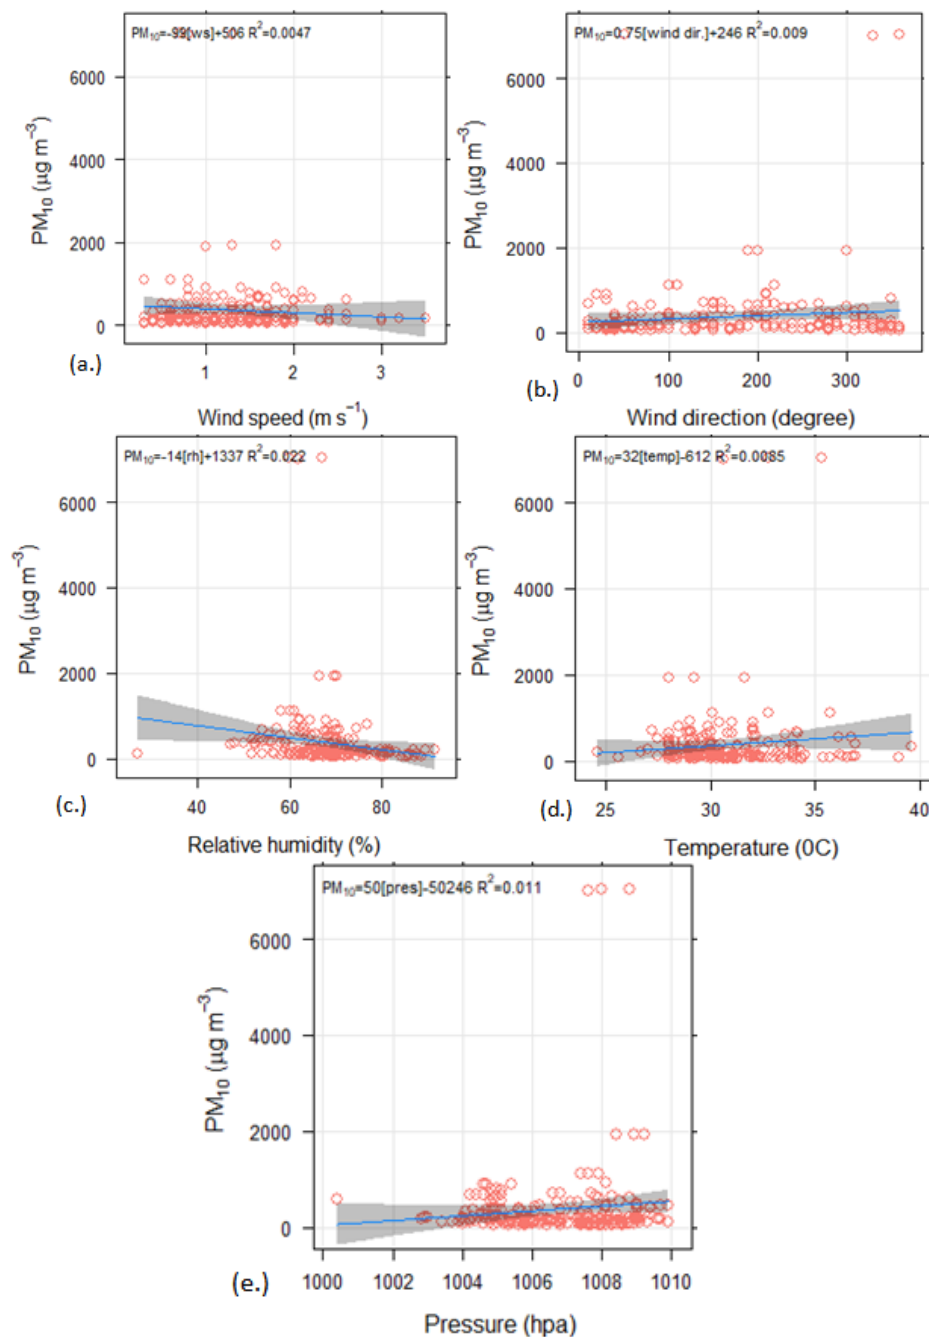 PM₁₀=-99[ws]+506 R²=0.0047
6000
4000
2000
0
PM₁₀ (μg m⁻³)
1 2 3
(a.)
Wind speed (m s⁻¹)
PM₁₀=0.75[wind dir.]+246 R²=0.009
6000
4000
2000
0
PM₁₀ (μg m⁻³)
0 100 200 300
(b.)
Wind direction (degree)
PM₁₀=-14[rh]+1337 R²=0.022
6000
4000
2000
0
PM₁₀ (μg m⁻³)
40 60 80
(c.)
Relative humidity (%)
PM₁₀=32[temp]-612 R²=0.0085
6000
4000
2000
0
PM₁₀ (μg m⁻³)
25 30 35 40
(d.)
Temperature (0C)
PM₁₀=50[pres]-50246 R²=0.011
6000
4000
2000
0
PM₁₀ (μg m⁻³)
1000 1002 1004 1006 1008 1010
(e.)
Pressure (hpa)